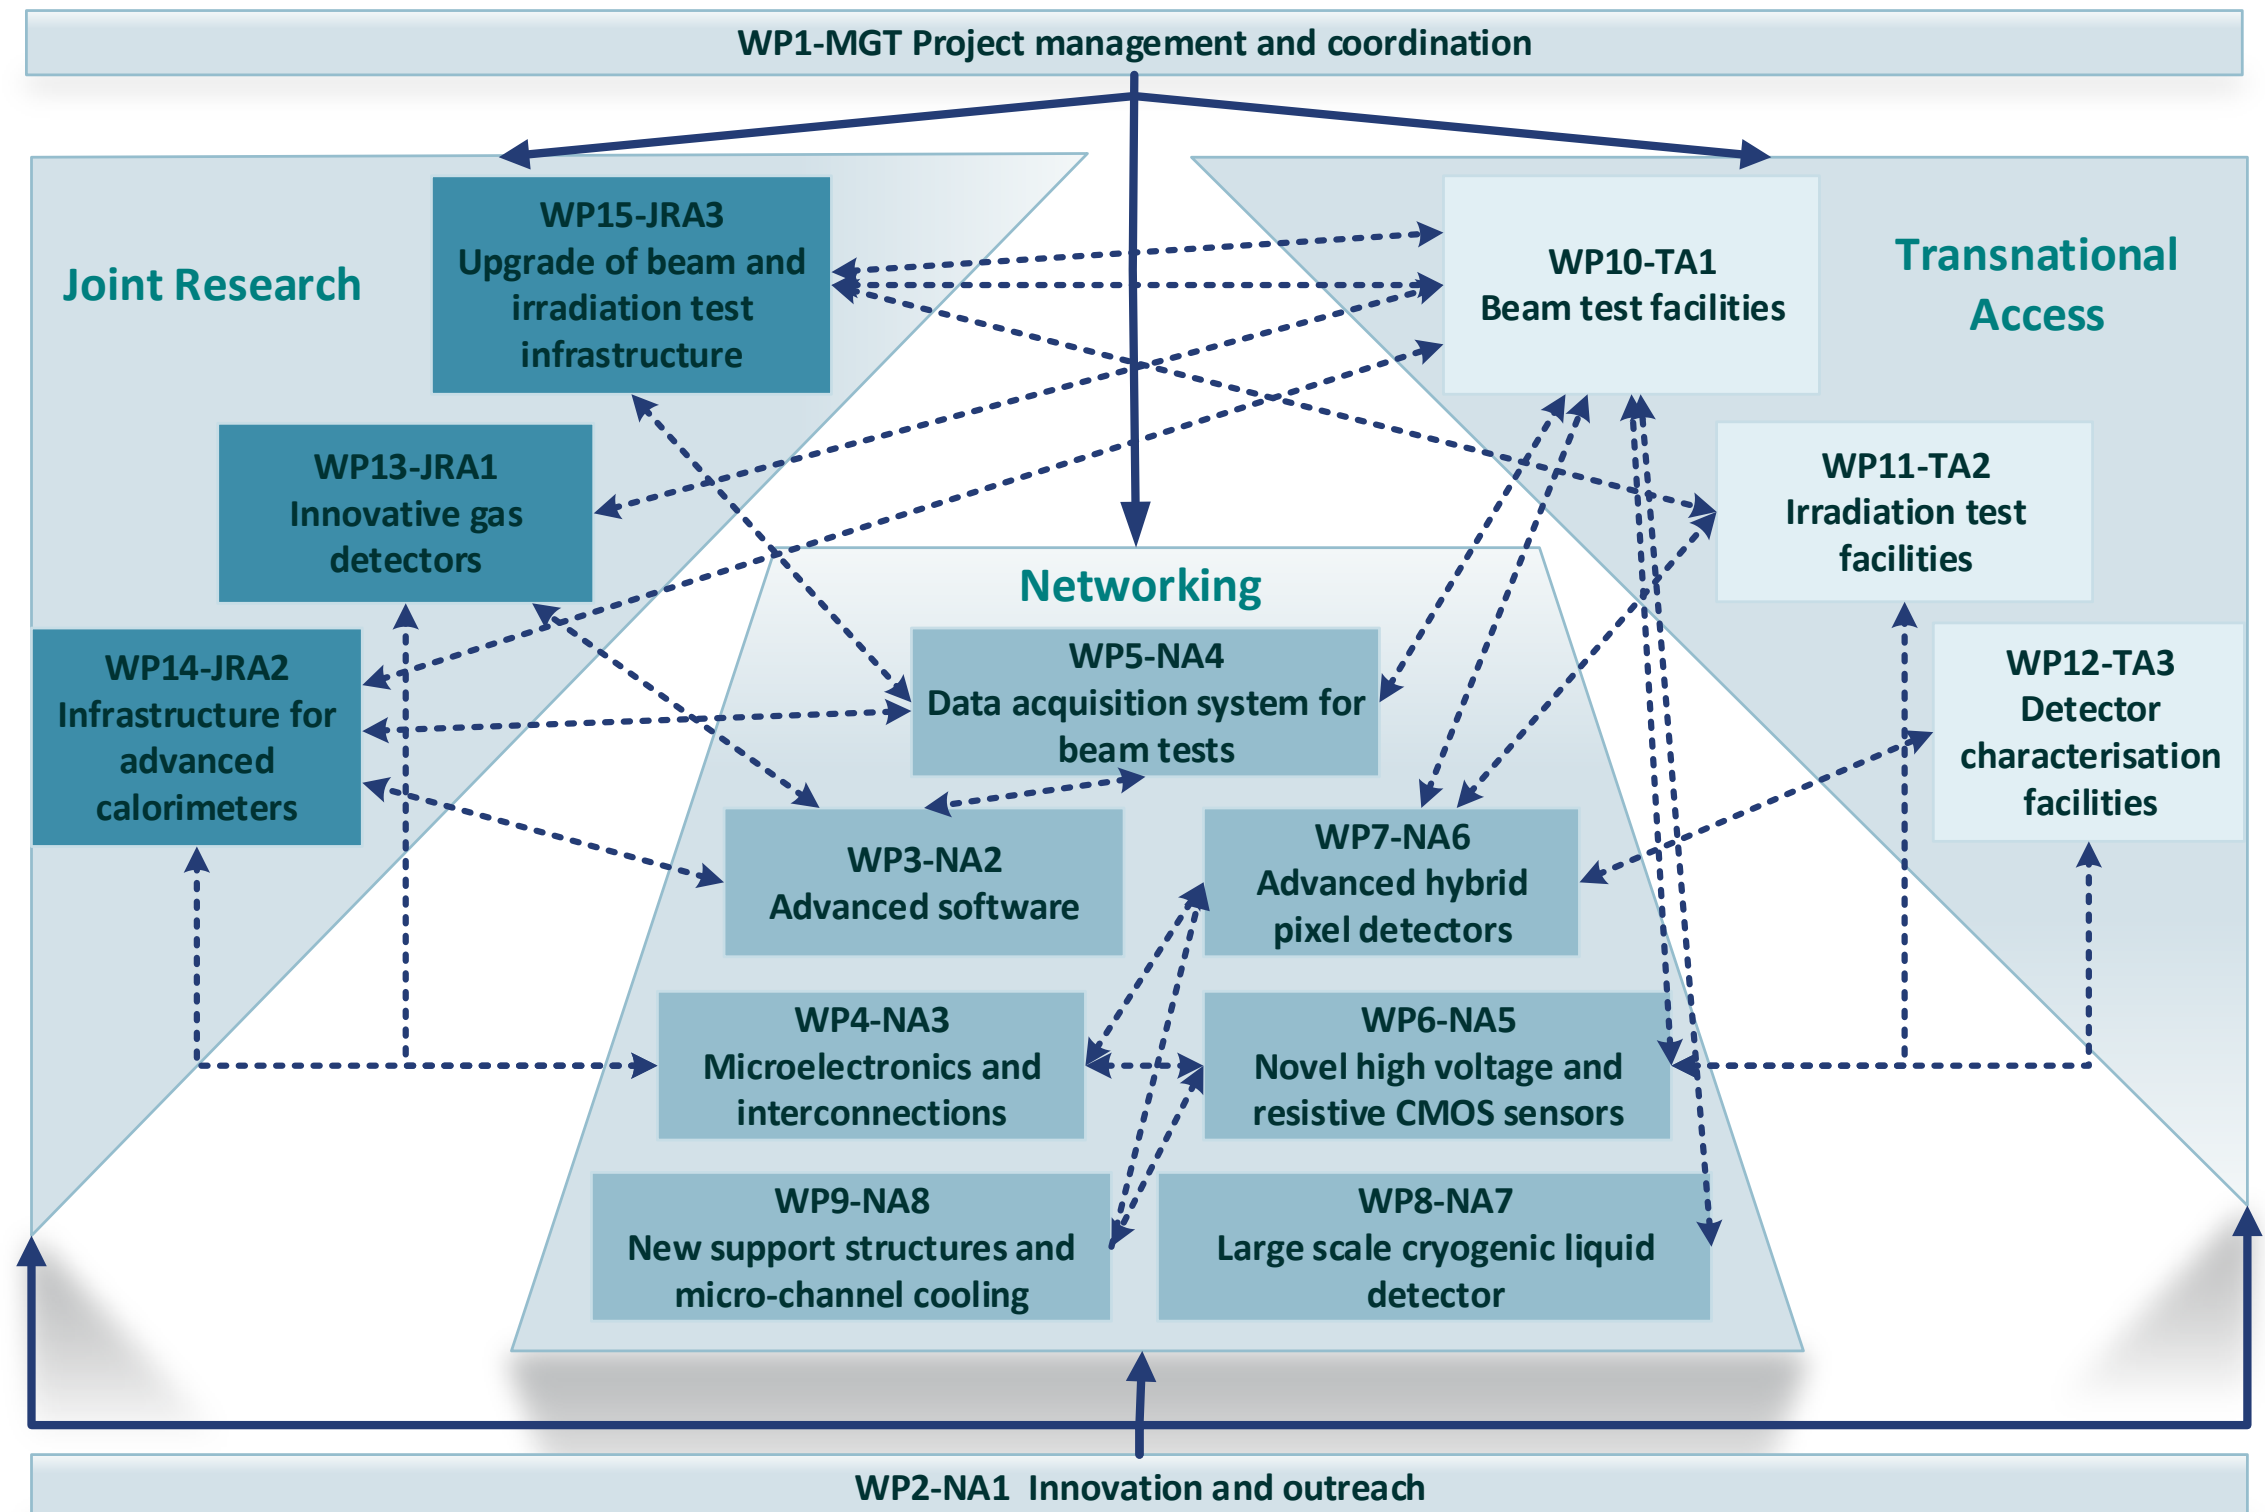 WP1-MGT Project management and coordination
Joint Research
WP15-JRA3
Upgrade of beam and
irradiation test
infrastructure
WP13-JRA1
Innovative gas
detectors
WP14-JRA2
Infrastructure for
advanced
calorimeters
Transnational
Access
WP10-TA1
Beam test facilities
WP11-TA2
Irradiation test
facilities
WP12-TA3
Detector
characterisation
facilities
Networking
WP5-NA4
Data acquisition system for
beam tests
WP3-NA2
Advanced software
WP7-NA6
Advanced hybrid
pixel detectors
WP4-NA3
Microelectronics and
interconnections
WP6-NA5
Novel high voltage and
resistive CMOS sensors
WP9-NA8
New support structures and
micro-channel cooling
WP8-NA7
Large scale cryogenic liquid
detector
WP2-NA1 Innovation and outreach